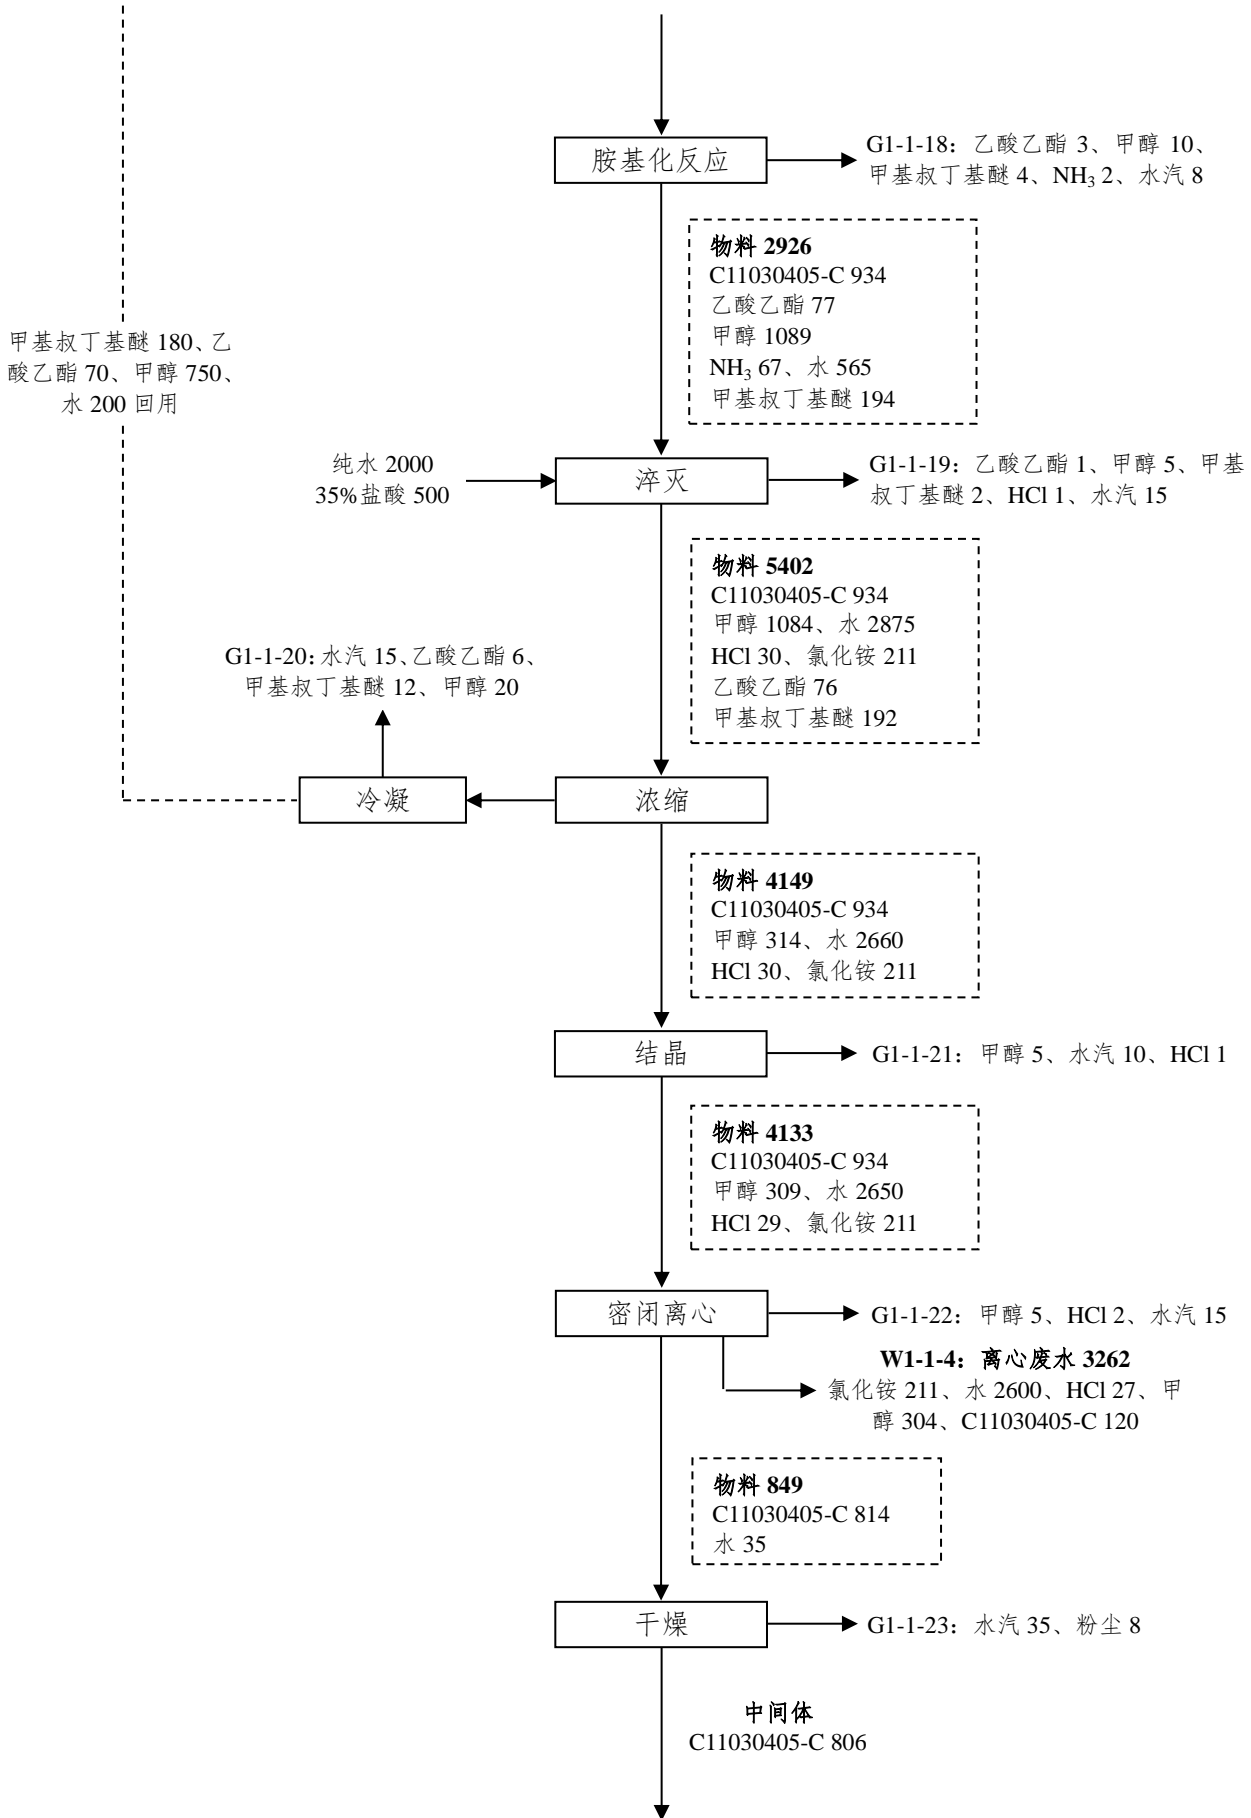 胺基化反应
G1-1-18：乙酸乙酯 3、甲醇 10、
甲基叔丁基醚 4、NH₃ 2、水汽 8
物料 2926
C11030405-C 934
乙酸乙酯 77
甲醇 1089
NH₃ 67、水 565
甲基叔丁基醚 194
甲基叔丁基醚 180、乙
酸乙酯 70、甲醇 750、
水 200 回用
纯水 2000
35%盐酸 500
淬灭
G1-1-19：乙酸乙酯 1、甲醇 5、甲基
叔丁基醚 2、HCl 1、水汽 15
物料 5402
C11030405-C 934
甲醇 1084、水 2875
HCl 30、氯化铵 211
乙酸乙酯 76
甲基叔丁基醚 192
G1-1-20：水汽 15、乙酸乙酯 6、
甲基叔丁基醚 12、甲醇 20
冷凝
浓缩
物料 4149
C11030405-C 934
甲醇 314、水 2660
HCl 30、氯化铵 211
结晶
G1-1-21：甲醇 5、水汽 10、HCl 1
物料 4133
C11030405-C 934
甲醇 309、水 2650
HCl 29、氯化铵 211
密闭离心
G1-1-22：甲醇 5、HCl 2、水汽 15
W1-1-4：离心废水 3262
氯化铵 211、水 2600、HCl 27、甲
醇 304、C11030405-C 120
物料 849
C11030405-C 814
水 35
干燥
G1-1-23：水汽 35、粉尘 8
中间体
C11030405-C 806